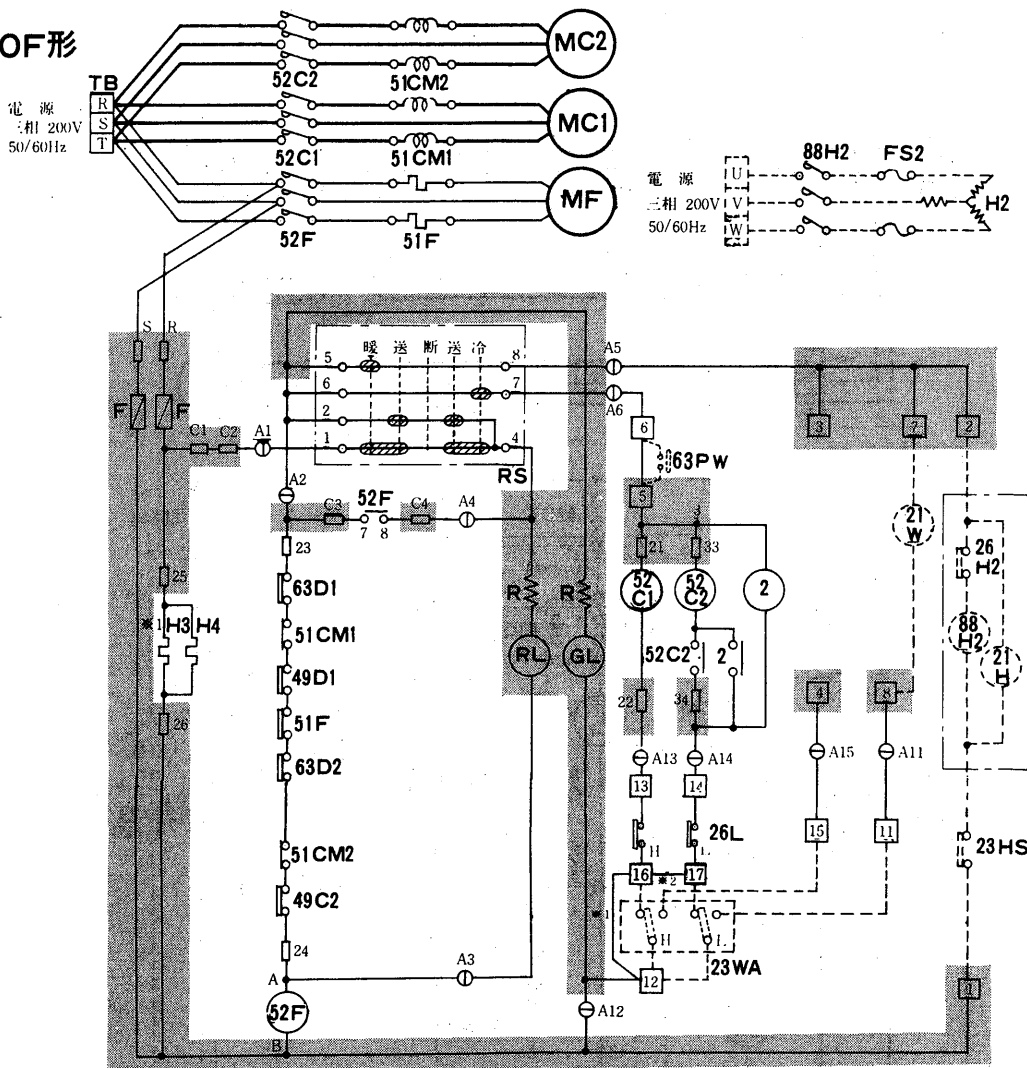 OF形
TB
電源
三相 200V
50/60Hz
R
S
T
52C2
51CM2
MC2
52C1
51CM1
MC1
52F
51F
MF
電源
三相 200V
50/60Hz
U
V
W
88H2
FS2
H2
S
R
F
F
C1
C2
A1
暖 送 断 送 冷
5
8
6
7
2
1
4
RS
A5
A6
A2
C3
52F
7
8
C4
A4
3
7
2
6
63PW
5
3
21
33
23
63D1
51CM1
49D1
51F
63D2
51CM2
49C2
24
A
52F
B
A3
25
※1
H3
H4
26
R
R
RL
GL
52
C1
52
C2
2
52C2
2
22
34
A13
A14
13
14
26L
H
L
16
17
※2
※1
H
L
23WA
12
A12
21
W
4
8
A15
A11
15
11
26
H2
88
H2
21
H
23HS
1